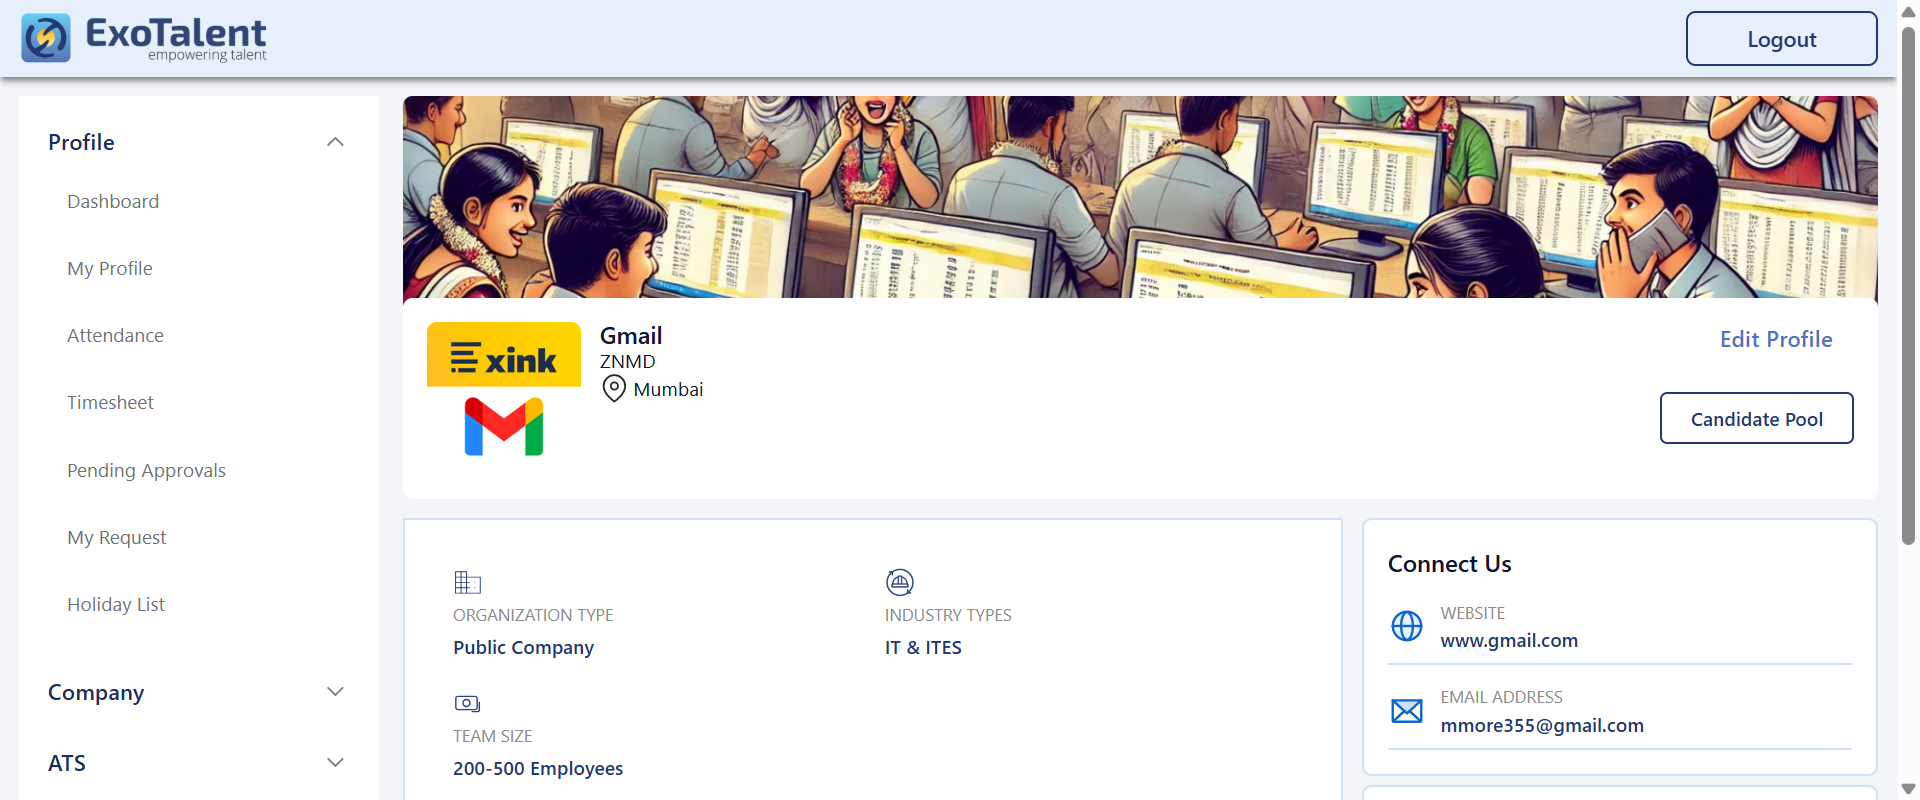 ExoTalent
empowering talent
Logout
Profile
Dashboard
My Profile
Attendance
Timesheet
Pending Approvals
My Request
Holiday List
Company
ATS
xink
Gmail
ZNMD
Mumbai
Edit Profile
Candidate Pool
ORGANIZATION TYPE
Public Company
INDUSTRY TYPES
IT & ITES
TEAM SIZE
200-500 Employees
Connect Us
WEBSITE
www.gmail.com
EMAIL ADDRESS
mmore355@gmail.com